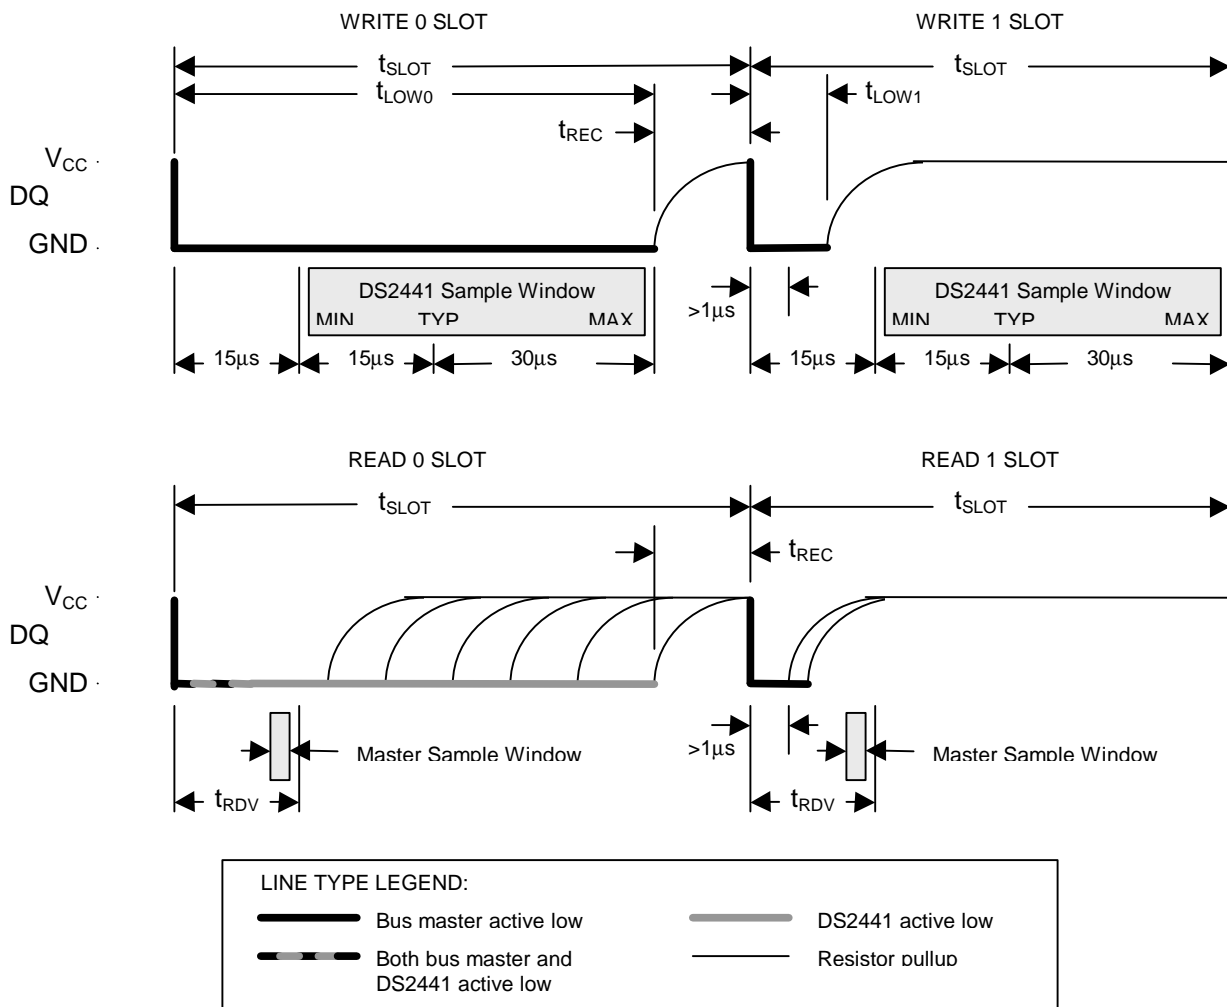 WRITE 0 SLOT
WRITE 1 SLOT
tSLOT
tSLOT
tLOW0
tLOW1
tREC
VCC
DQ
GND
DS2441 Sample Window
MIN TYP MAX
>1μs
DS2441 Sample Window
MIN TYP MAX
15μs
15μs
30μs
15μs
15μs
30μs
READ 0 SLOT
READ 1 SLOT
tSLOT
tSLOT
tREC
VCC
DQ
GND
Master Sample Window
>1μs
Master Sample Window
tRDV
tRDV
LINE TYPE LEGEND:
Bus master active low
DS2441 active low
Both bus master and
DS2441 active low
Resistor pullup